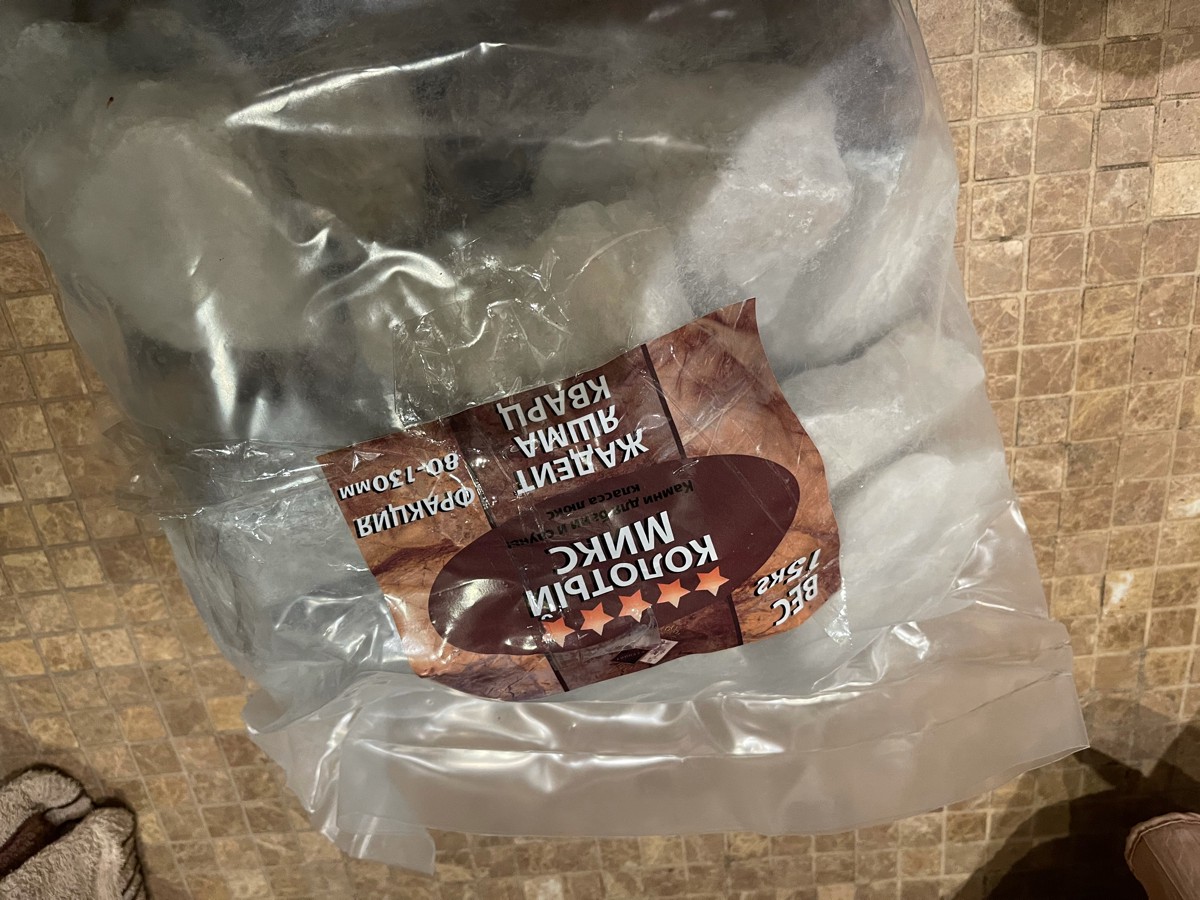 КОЛОТЫЙ
МИКС
Камни для бани и сауны
класса люкс
ВЕС
15кг
ЖАДЕИТ
ЯШМА
КВАРЦ
ФРАКЦИЯ
80-130мм